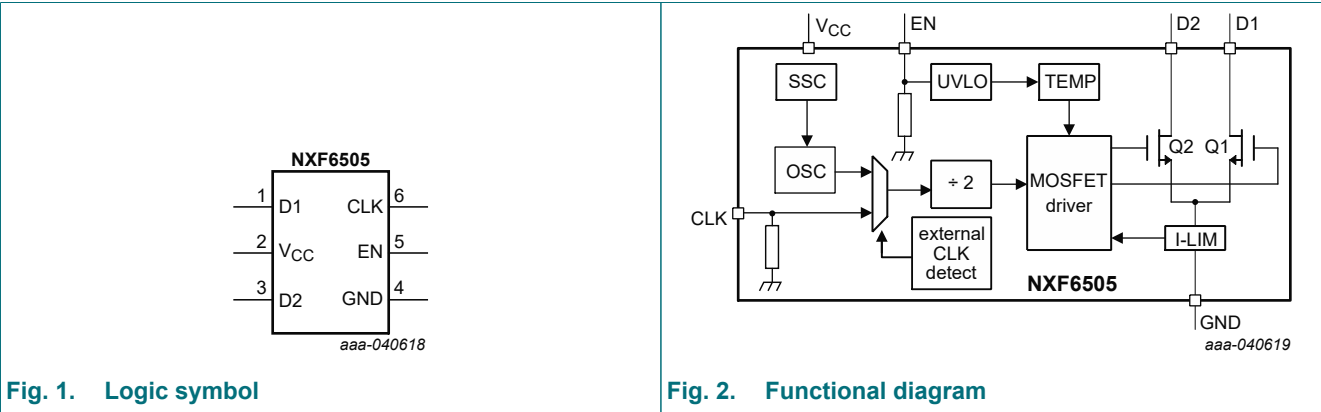 NXF6505
1 D1 CLK 6
2 VCC EN 5
3 D2 GND 4
aaa-040618
Fig. 1. Logic symbol
VCC EN D2 D1
SSC UVLO TEMP
OSC ÷ 2 MOSFET driver Q2 Q1
CLK
external
CLK
detect
I-LIM
NXF6505
GND
aaa-040619
Fig. 2. Functional diagram